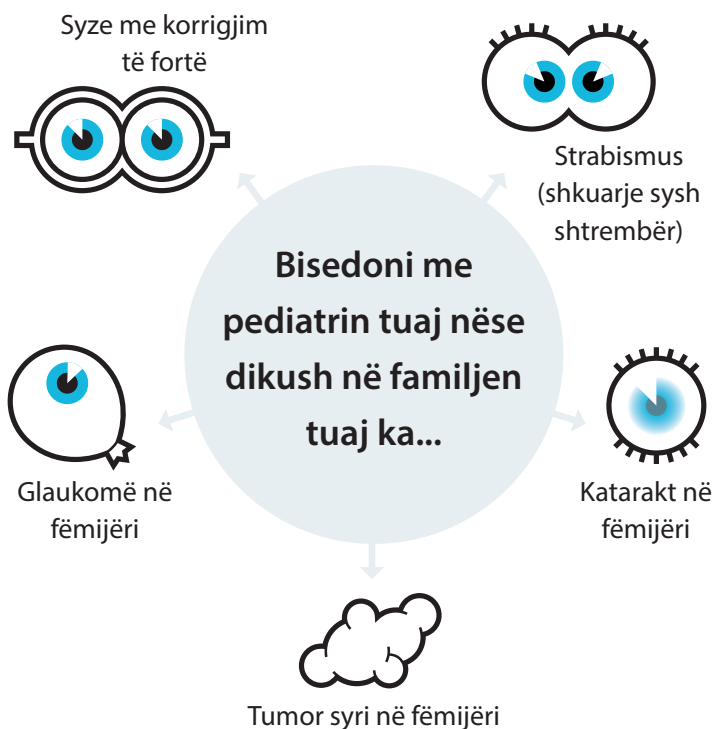 Syze me korrigjim
të fortë
Strabismus
(shkuarje sysh
shtrembër)
Bisedoni me
pediatrin tuaj nëse
dikush në familjen
tuaj ka...
Glaukomë në
fëmijëri
Katarakt në
fëmijëri
Tumor syri në fëmijëri